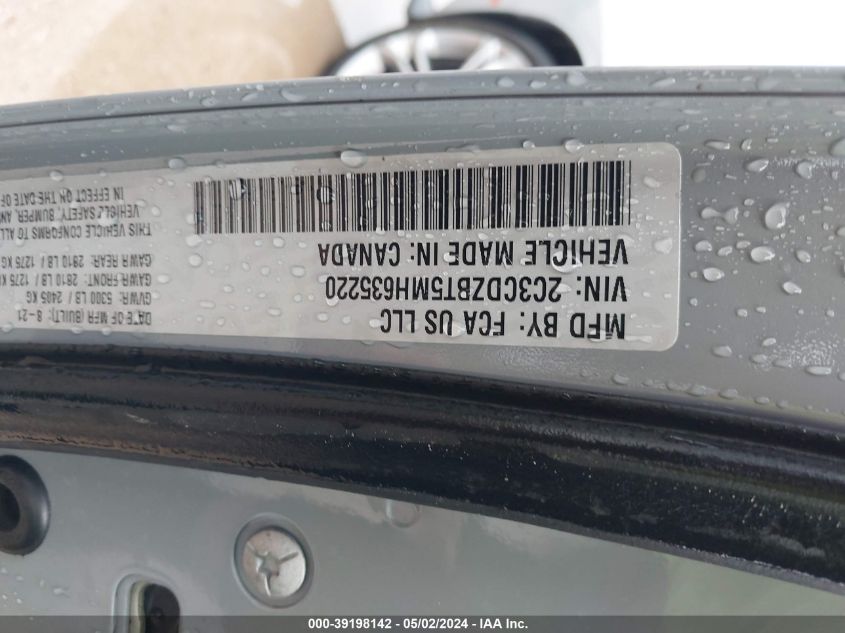 MFD BY: FCA US LLC
VIN: 2C3CDZBT5MH635220
VEHICLE MADE IN: CANADA
DATE OF MFR (BUILT): 8-21
GVWR: 5300 LB / 2405 KG
GAWR FRONT: 2810 LB / 1275 KG
GAWR REAR: 2810 LB / 1275 KG
THIS VEHICLE CONFORMS TO ALL
VEHICLE SAFETY, BUMPER, AND
IN EFFECT ON THE DATE OF
000-39198142 - 05/02/2024 - IAA Inc.